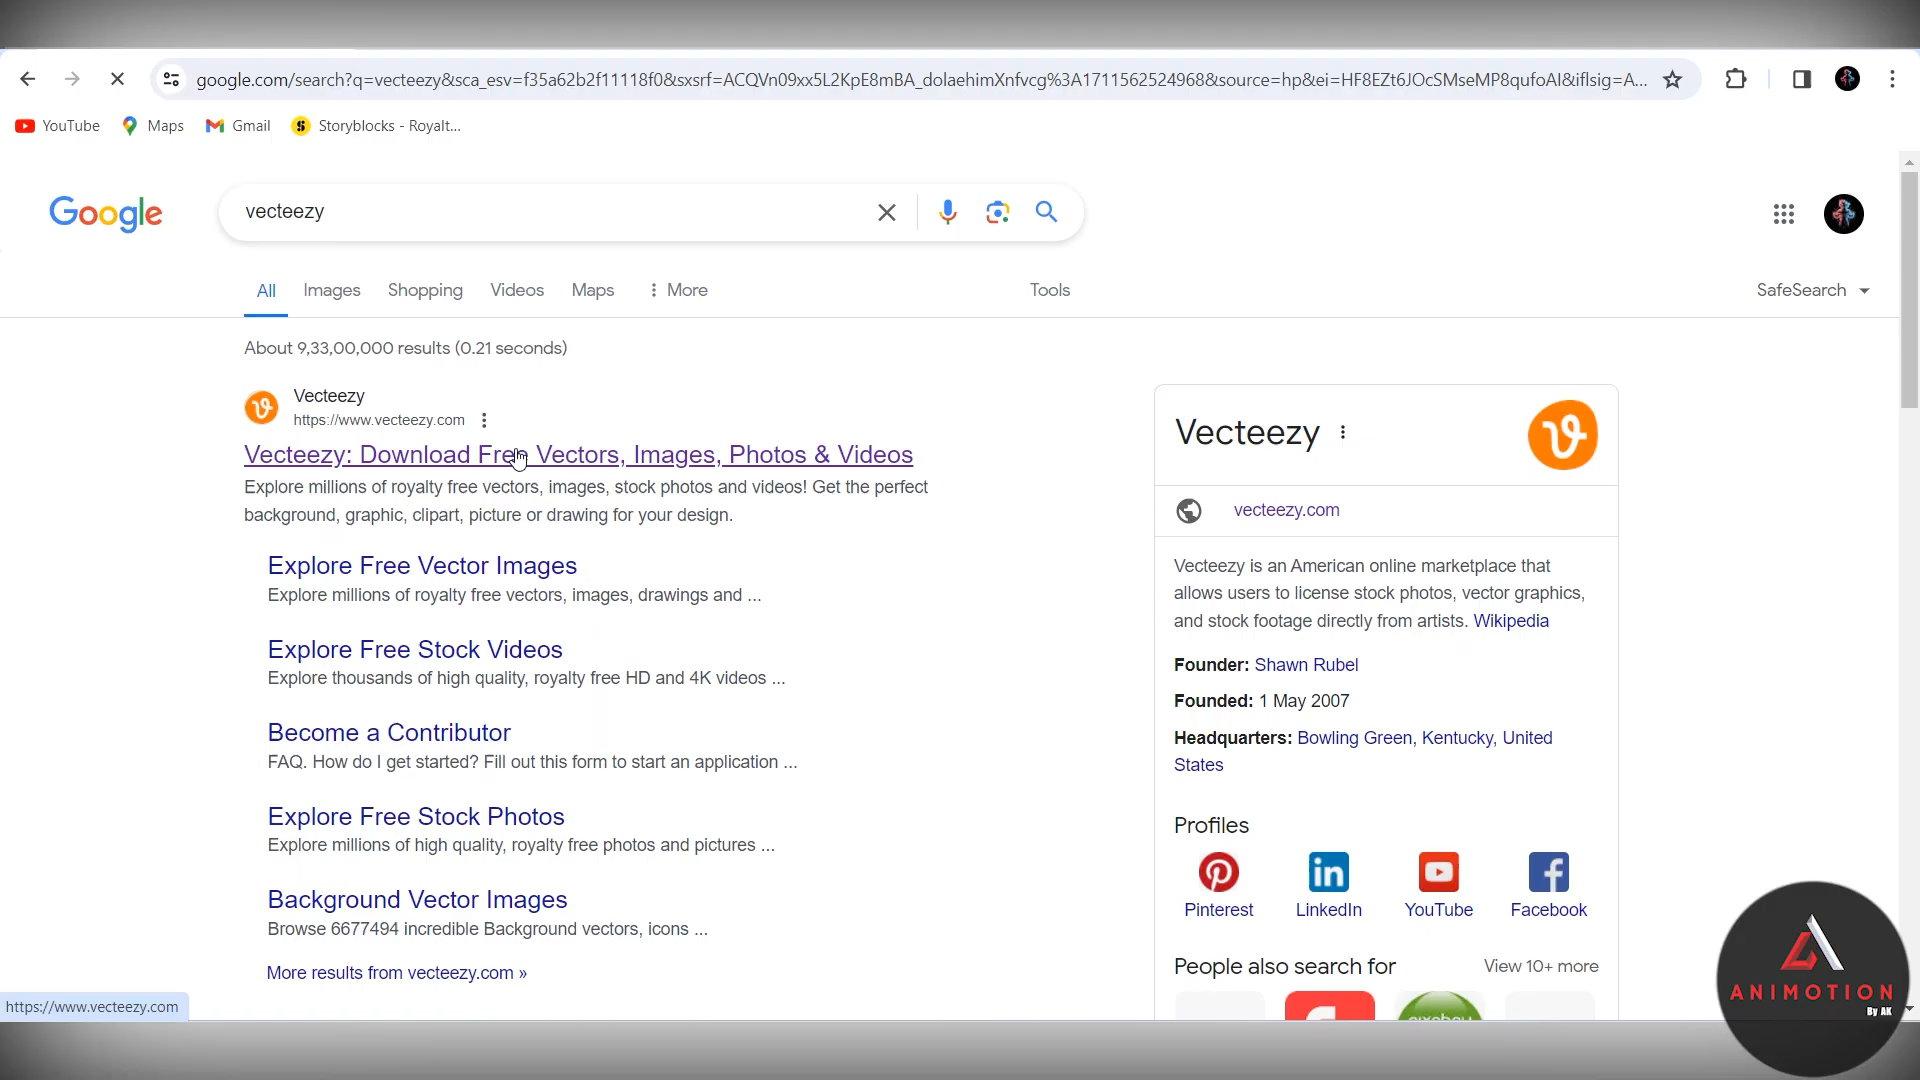 google.com/search?q=vecteezy&sca_esv=f35a62b2f11118f0&sxsrf=ACQVn09xx5L2KpE8mBA_dolaehimXnfvcg%3A1711562524968&source=hp&ei=HF8EZt6JOcSMseMP8qufoAI&iflsig=A...
YouTube Maps Gmail Storyblocks - Royalt...
Google vecteezy
All Images Shopping Videos Maps More Tools SafeSearch
About 9,33,00,000 results (0.21 seconds)
Vecteezy
https://www.vecteezy.com
Vecteezy: Download Free Vectors, Images, Photos & Videos
Explore millions of royalty free vectors, images, stock photos and videos! Get the perfect
background, graphic, clipart, picture or drawing for your design.
Explore Free Vector Images
Explore millions of royalty free vectors, images, drawings and ...
Explore Free Stock Videos
Explore thousands of high quality, royalty free HD and 4K videos ...
Become a Contributor
FAQ. How do I get started? Fill out this form to start an application ...
Explore Free Stock Photos
Explore millions of high quality, royalty free photos and pictures ...
Background Vector Images
Browse 6677494 incredible Background vectors, icons ...
More results from vecteezy.com »
https://www.vecteezy.com
Vecteezy
vecteezy.com
Vecteezy is an American online marketplace that
allows users to license stock photos, vector graphics,
and stock footage directly from artists. Wikipedia
Founder: Shawn Rubel
Founded: 1 May 2007
Headquarters: Bowling Green, Kentucky, United
States
Profiles
Pinterest LinkedIn YouTube Facebook
People also search for View 10+ more
ANIMOTION
By AK